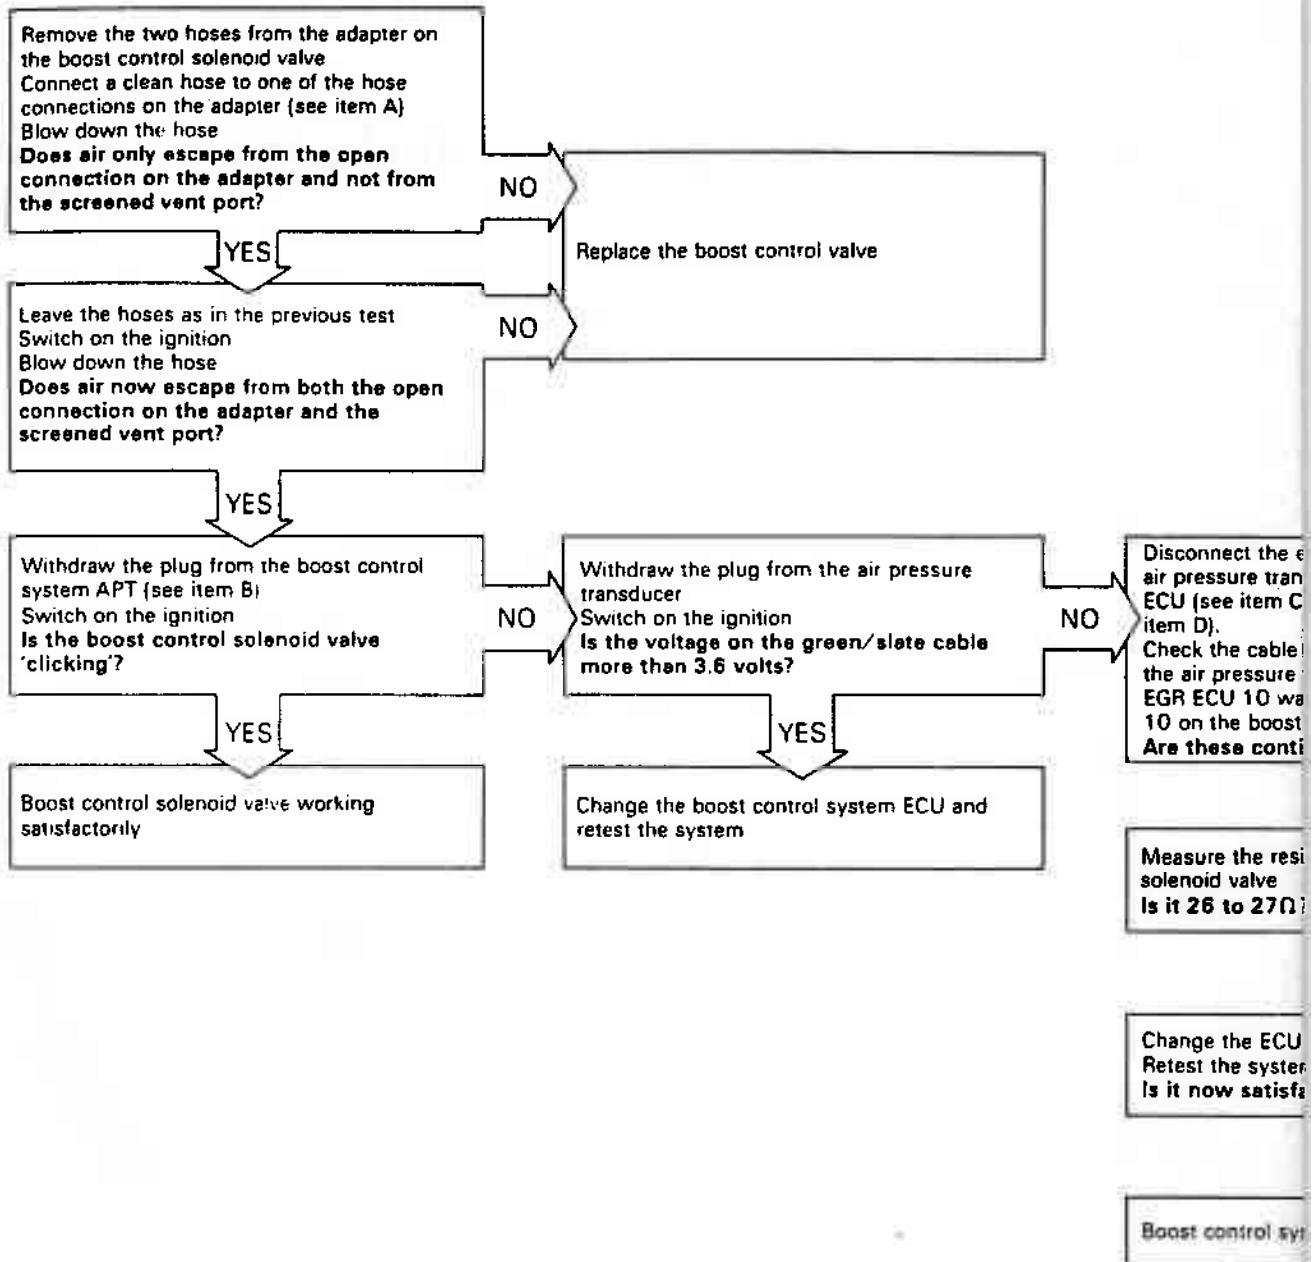 Remove the two hoses from the adapter on
the boost control solenoid valve
Connect a clean hose to one of the hose
connections on the adapter (see item A)
Blow down the hose
Does air only escape from the open
connection on the adapter and not from
the screened vent port?
NO
YES
Replace the boost control valve
Leave the hoses as in the previous test
Switch on the ignition
Blow down the hose
Does air now escape from both the open
connection on the adapter and the
screened vent port?
NO
YES
Withdraw the plug from the boost control
system APT (see item B)
Switch on the ignition
Is the boost control solenoid valve
'clicking'?
NO
YES
Boost control solenoid valve working
satisfactorily
Withdraw the plug from the air pressure
transducer
Switch on the ignition
Is the voltage on the green/slate cable
more than 3.6 volts?
NO
YES
Change the boost control system ECU and
retest the system
Disconnect the
air pressure
ECU (see item C
item D).
Check the cable
the air pressure
EGR ECU 10
10 on the boost
Are these
Measure the
solenoid valve
Is it 26 to 27Ω?
Change the ECU
Retest the
Is it now
Boost control